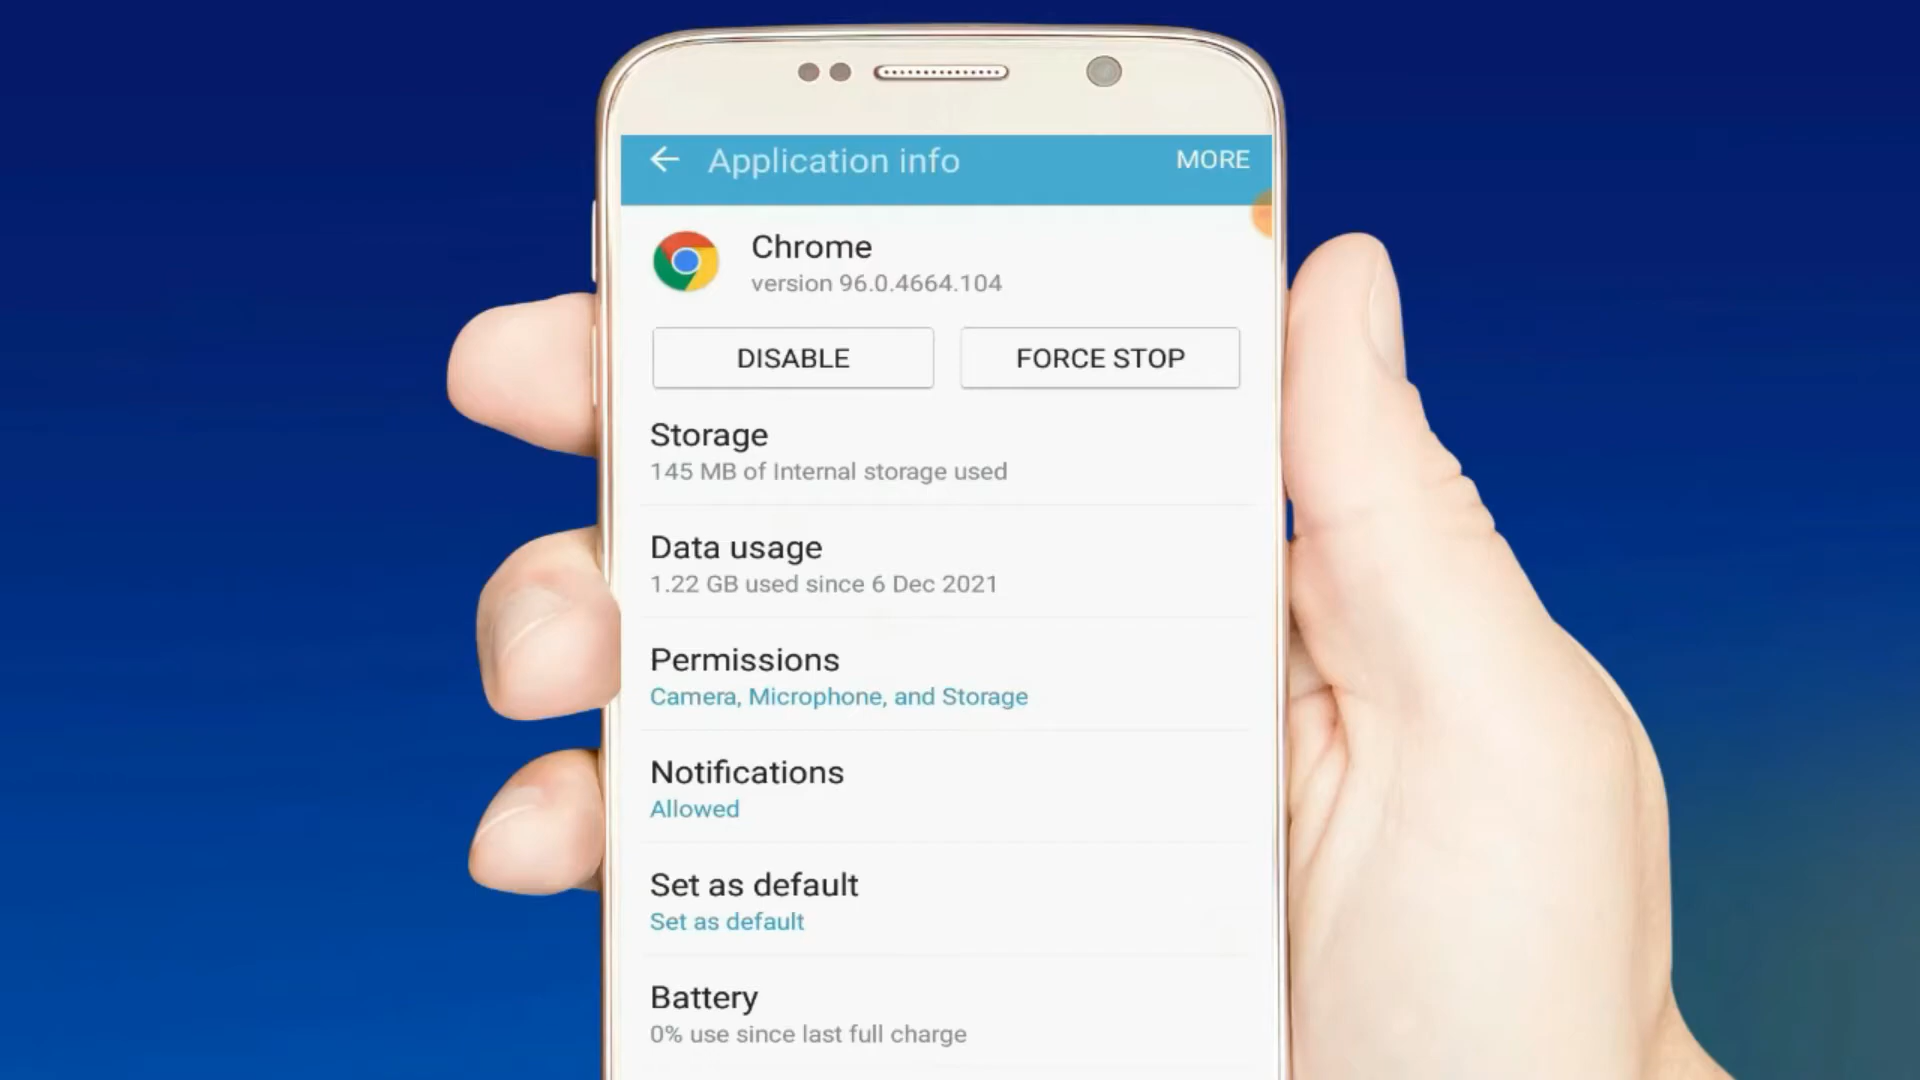 Application info
MORE
Chrome
version 96.0.4664.104
DISABLE
FORCE STOP
Storage
145 MB of Internal storage used
Data usage
1.22 GB used since 6 Dec 2021
Permissions
Camera, Microphone, and Storage
Notifications
Allowed
Set as default
Set as default
Battery
0% use since last full charge